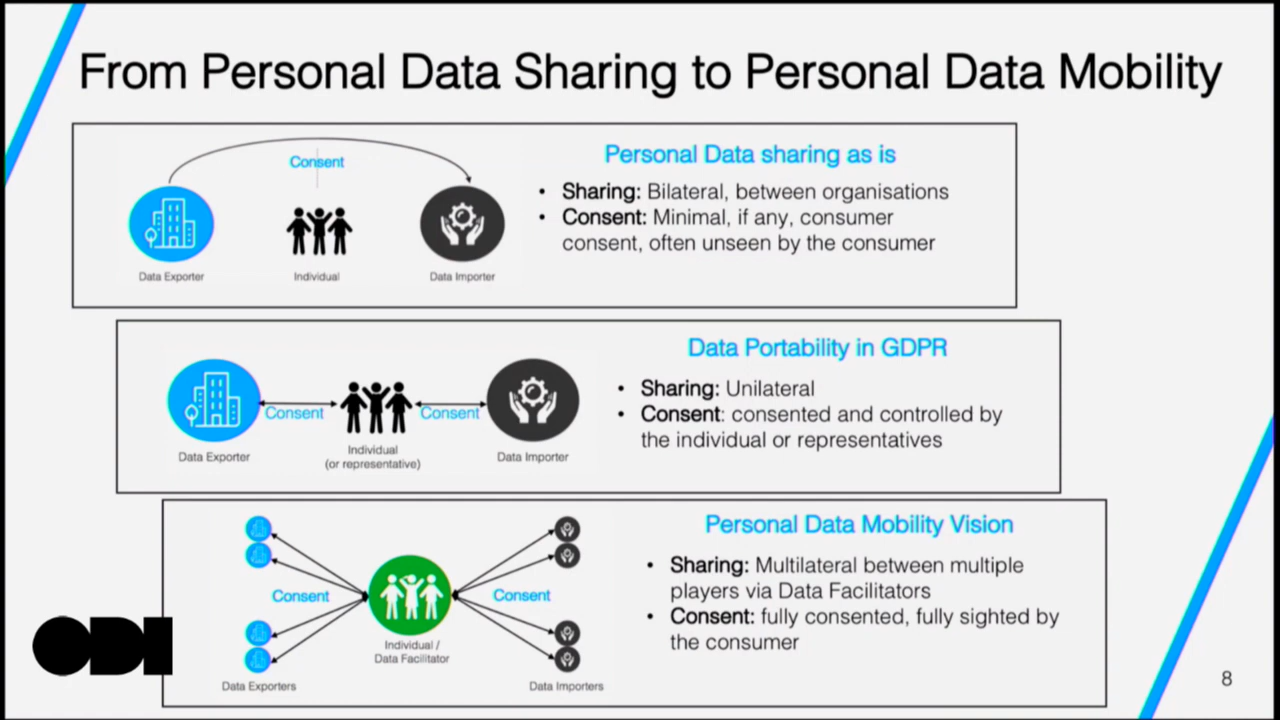 From Personal Data Sharing to Personal Data Mobility
Consent
Data Exporter
Individual
Data Importer
Personal Data sharing as is
• Sharing: Bilateral, between organisations
• Consent: Minimal, if any, consumer
consent, often unseen by the consumer
Consent
Consent
Data Exporter
Individual
(or representative)
Data Importer
Data Portability in GDPR
• Sharing: Unilateral
• Consent: consented and controlled by
the individual or representatives
Consent
Consent
Individual /
Data Facilitator
Data Exporters
Data Importers
Personal Data Mobility Vision
• Sharing: Multilateral between multiple
players via Data Facilitators
• Consent: fully consented, fully sighted by
the consumer
ODI
8